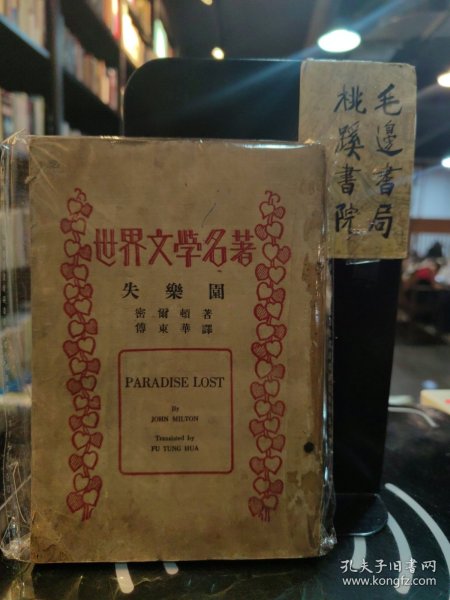 世界文學名著
失樂園
密爾頓著
傅東華譯
PARADISE LOST
By
JOHN MILTON
Translated by
FU TUNG HUA
毛邊書局
桃蹊書院
孔夫子旧书网
www.kongfz.com